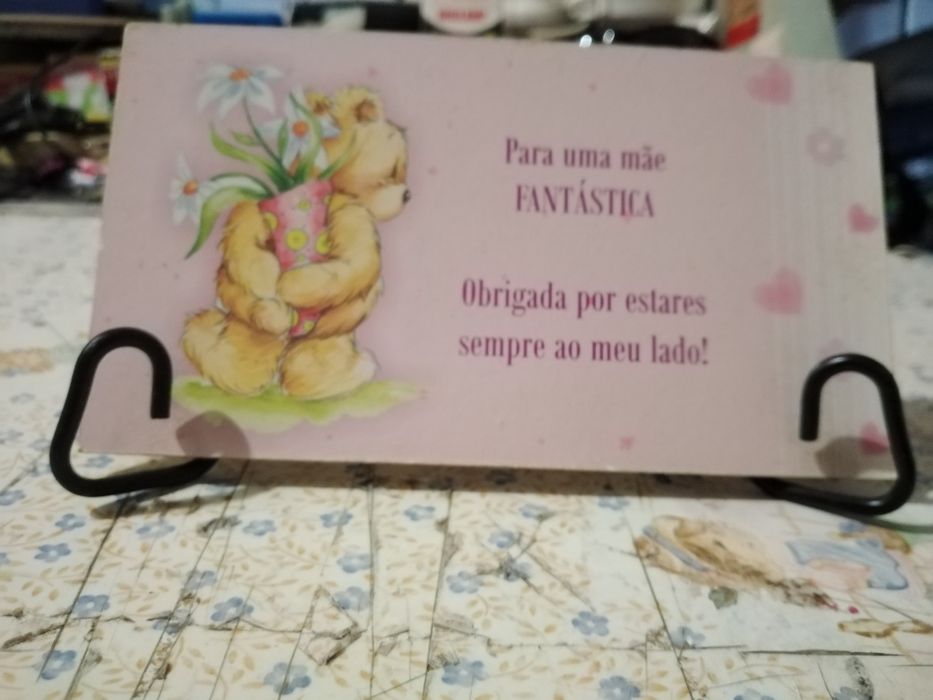 Para uma mãe
FANTÁSTICA
Obrigada por estares
sempre ao meu lado!